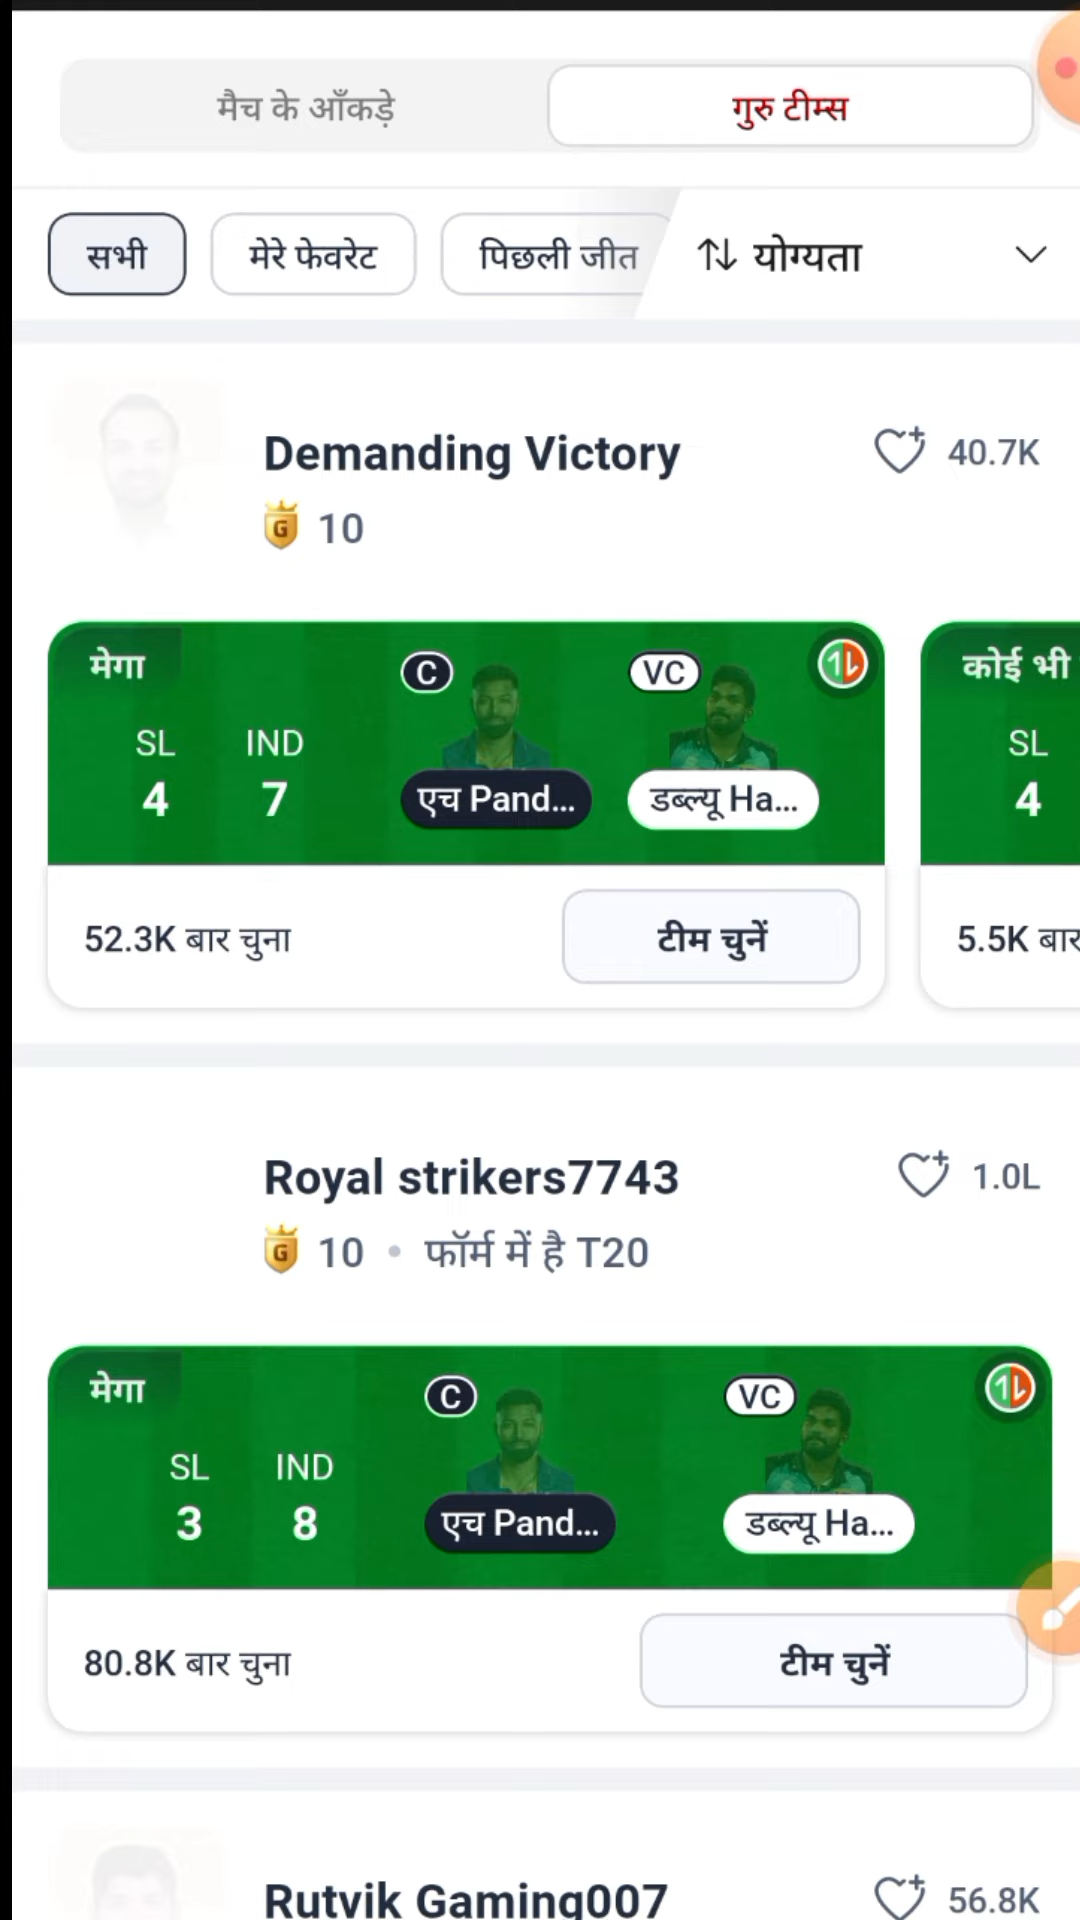 मैच के आँकड़े
गुरु टीम्स
सभी
मेरे फेवरेट
पिछली जीत
योग्यता
Demanding Victory
40.7K
G 10
मेगा
C
VC
SL
IND
4
7
एच Pand...
डब्ल्यू Ha...
52.3K बार चुना
टीम चुनें
कोई भी
SL
4
5.5K बार
Royal strikers7743
1.0L
G 10 • फॉर्म में है T20
मेगा
C
VC
SL
IND
3
8
एच Pand...
डब्ल्यू Ha...
80.8K बार चुना
टीम चुनें
Rutvik Gaming007
56.8K